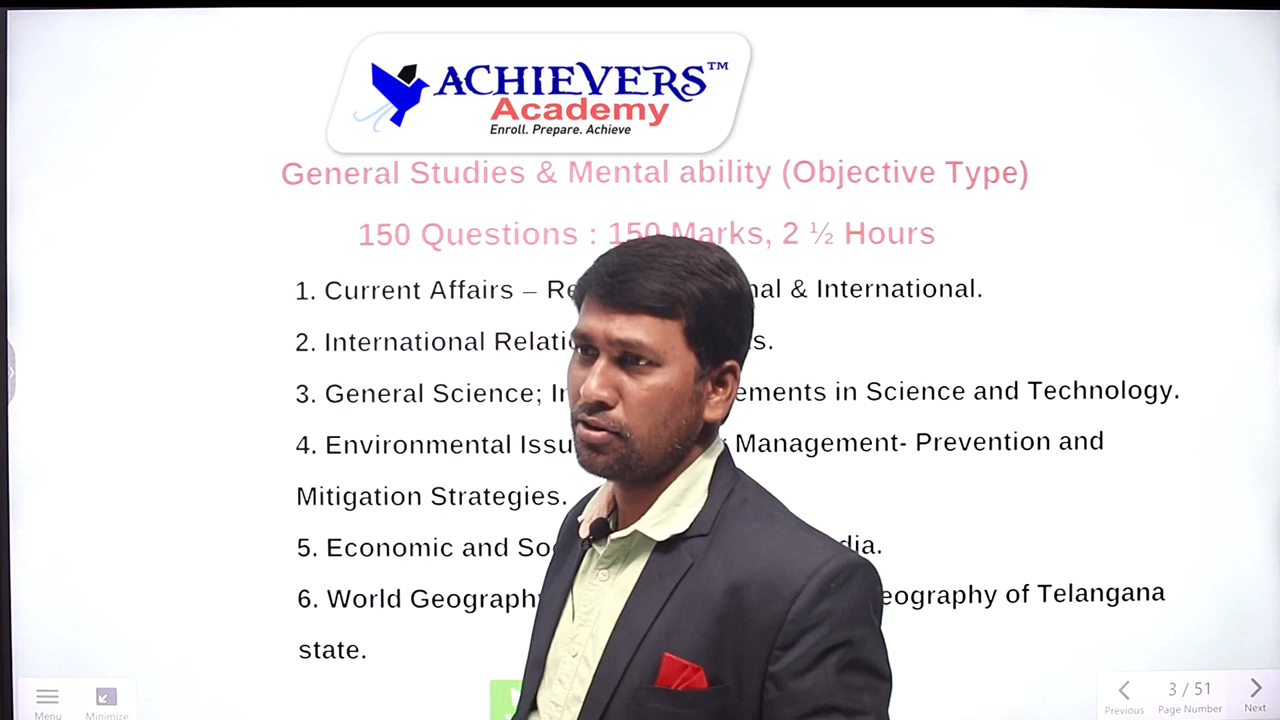 ACHIEVERS™
Academy
Enroll. Prepare. Achieve
General Studies & Mental ability (Objective Type)
150 Questions : 150 Marks, 2 ½ Hours
1. Current Affairs – Re nal & International.
2. International Relatio s.
3. General Science; In ements in Science and Technology.
4. Environmental Issu Management- Prevention and
Mitigation Strategies.
5. Economic and So dia.
6. World Geography eography of Telangana
state.
Menu Minimize
3 / 51
Previous Page Number Next